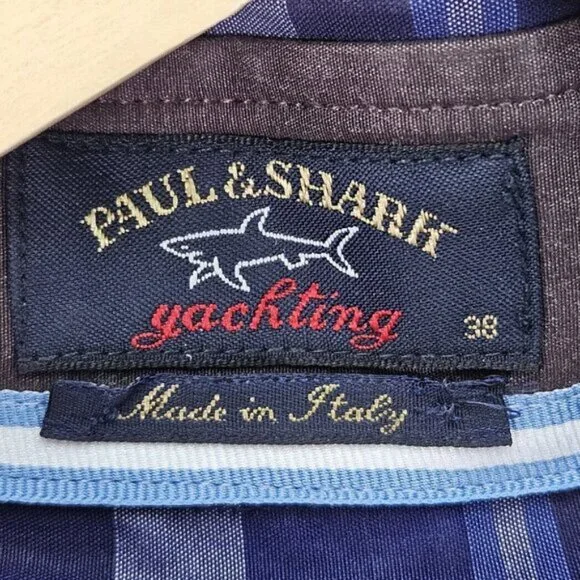 PAUL & SHARK
yachting
38
Made in Italy